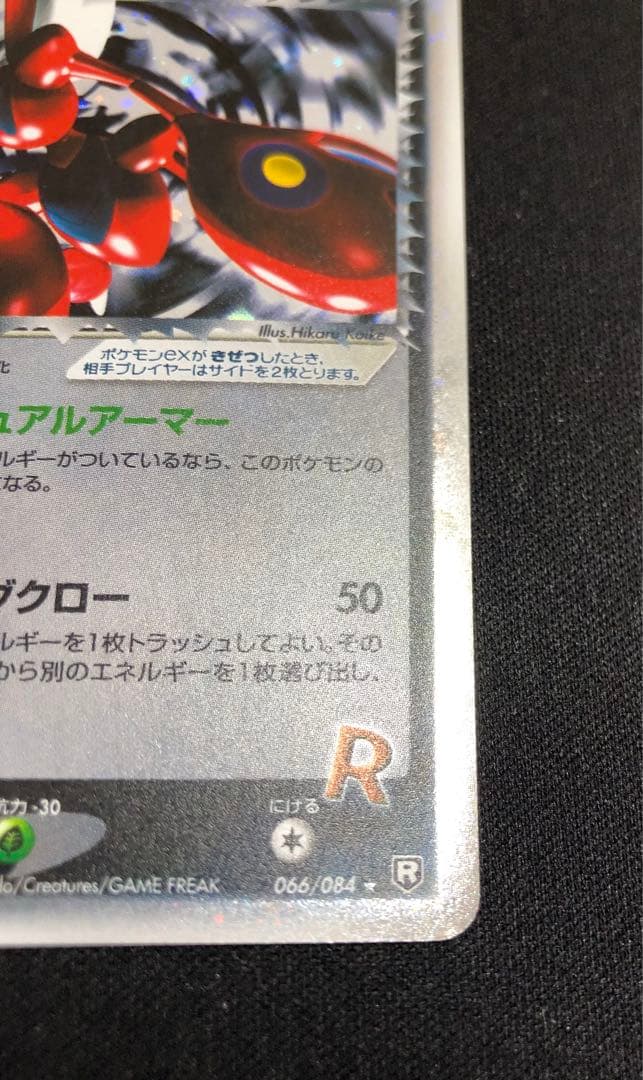 Illus.Hikaru Koike
ポケモンexが きぜつしたとき、
相手プレイヤーはサイドを2枚とります。
化
ュアルアーマー
ルギーがついているなら、このポケモンの
なる。
クロー 50
ルギーを1枚トラッシュしてよい。その
から別のエネルギーを1枚選び出し、
R
抗力 -30 にける
do/Creatures/GAME FREAK 066/084 ★ R